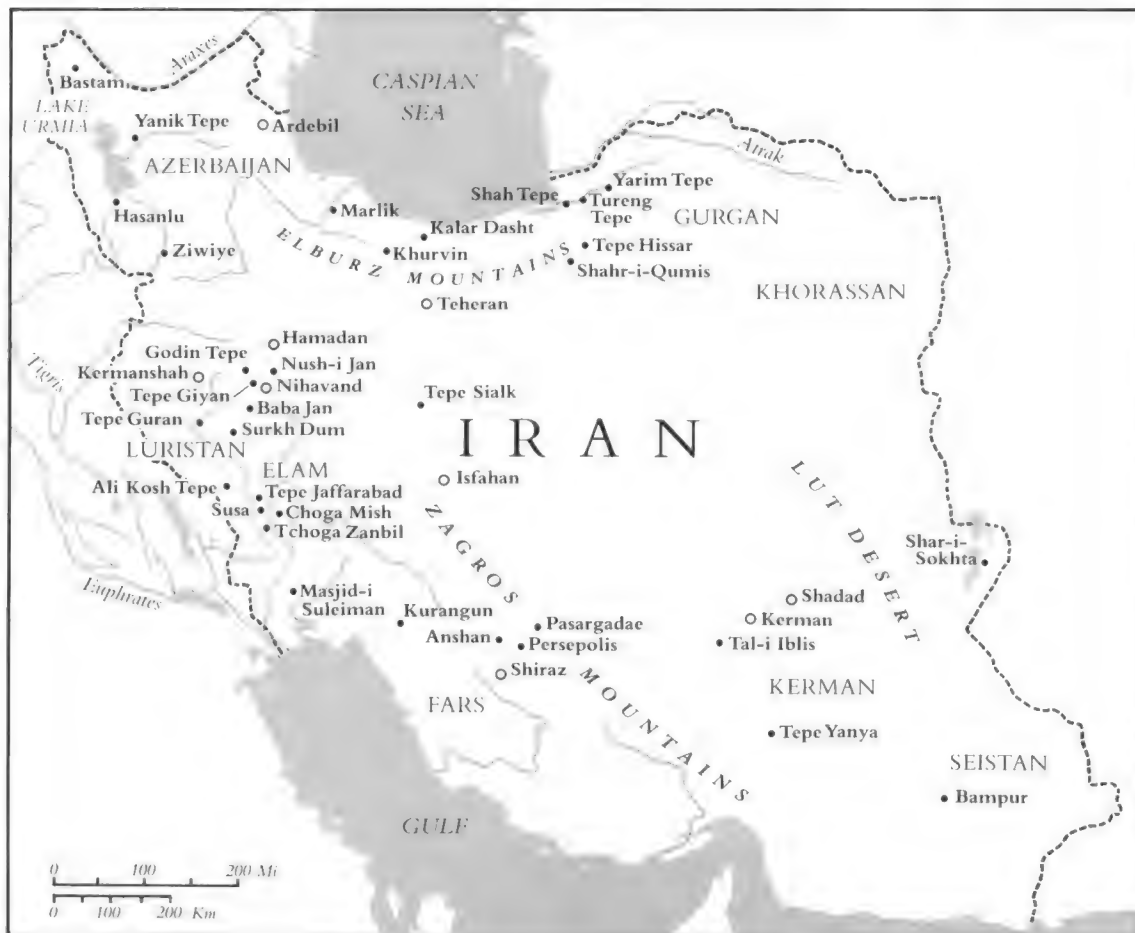 Araxes
CASPIAN
SEA
Bastam
LAKE
URMIA
Yanik Tepe
Ardebil
AZERBAIJAN
Atrak
Yarim Tepe
Shah Tepe
Tureng
Tepe
GURGAN
Hasanlu
Marlik
Kalar Dasht
Ziwiye
Khurvin
Tepe Hissar
Shahr-i-Qumis
ELBURZ MOUNTAINS
KHORASSAN
Teheran
Hamadan
Godin Tepe
Nush-i Jan
Kermanshah
Nihavand
Tepe Giyan
Tigris
Baba Jan
Tepe Sialk
Tepe Guran
Surkh Dum
IRAN
LURISTAN
ELAM
Isfahan
Ali Kosh Tepe
Tepe Jaffarabad
Susa
Choga Mish
Tchoga Zanbil
ZAGROS
MOUNTAINS
LUT DESERT
Shar-i-
Sokhta
Euphrates
Masjid-i
Suleiman
Kurangun
Shadad
Kerman
Pasargadae
Anshan
Persepolis
Tal-i Iblis
Shiraz
KERMAN
FARS
Tepe Yanya
SEISTAN
Bampur
GULF
0 100 200 Mi
0 100 200 Km